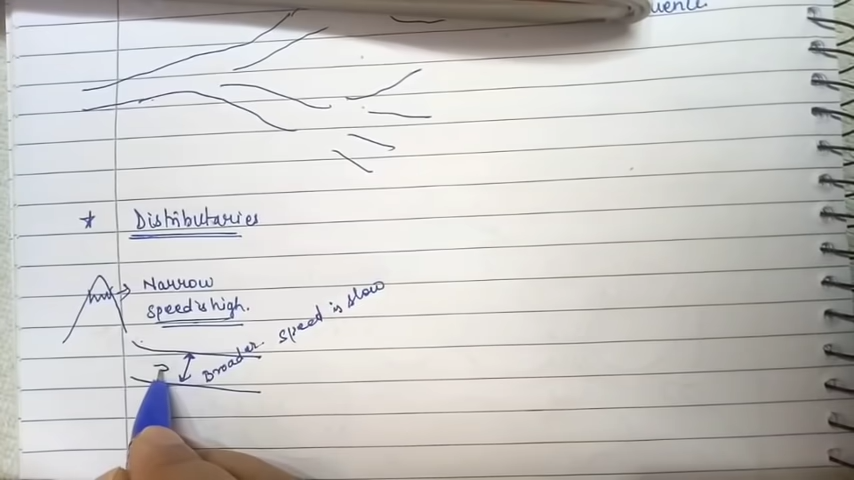 * Distributaries
Narrow
speed is high.
Broader. speed is slow